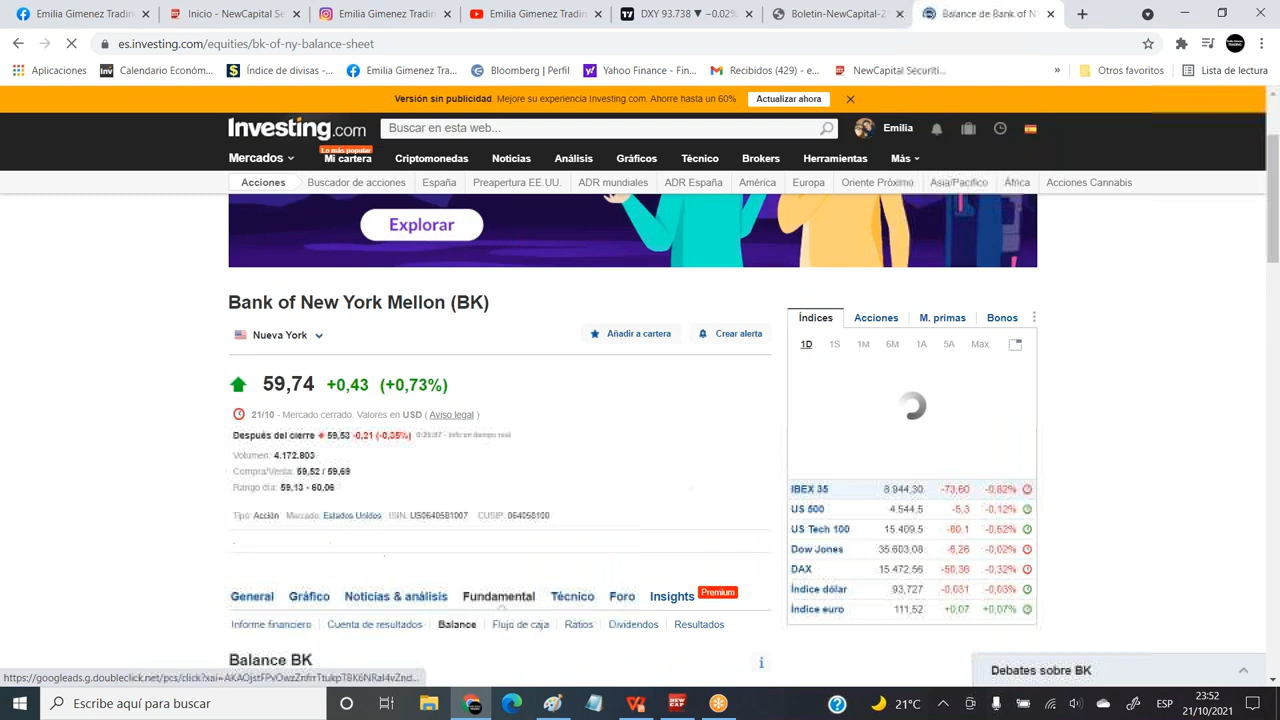 Emilia Gimenez Tradin
Inicio - NewCapital Se
Emilia Gimenez Tradin
Emilia Gimenez Tradin
DXY 93.738 ▼ −0.02%
Boletin-NewCapital-2
Balance de Bank of NY
es.investing.com/equities/bk-of-ny-balance-sheet
Aplicaciones
Calendario Económ...
Índice de divisas -...
Emilia Gimenez Tra...
Bloomberg | Perfil
Yahoo Finance - Fin...
Recibidos (429) - e...
NewCapital Securiti...
»
Otros favoritos
Lista de lectura
Versión sin publicidad. Mejore su experiencia Investing.com. Ahorre hasta un 60%
Actualizar ahora
Investing.com
Buscar en esta web...
Emilia
Lo más popular
Mercados
Mi cartera
Criptomonedas
Noticias
Análisis
Gráficos
Técnico
Brokers
Herramientas
Más
Acciones
Buscador de acciones
España
Preapertura EE.UU.
ADR mundiales
ADR España
América
Europa
Oriente Próximo
Asia/Pacífico
África
Acciones Cannabis
Explorar
Bank of New York Mellon (BK)
Nueva York
Añadir a cartera
Crear alerta
59,74 +0,43 (+0,73%)
21/10 - Mercado cerrado. Valores en USD ( Aviso legal )
Después del cierre 59,53 -0,21 (-0,35%)
Volumen: 4.172.803
Compra/Venta: 59,52 / 59,69
Rango día: 59,13 - 60,06
Tipo: Acción Mercado: Estados Unidos ISIN: US0640581007 CUSIP: 064058100
General
Gráfico
Noticias & análisis
Fundamental
Técnico
Foro
Insights
Premium
Informe financiero
Cuenta de resultados
Balance
Flujo de caja
Ratios
Dividendos
Resultados
Balance BK
Índices
Acciones
M. primas
Bonos
1D
1S
1M
6M
1A
5A
Max.
IBEX 35 8.944,30 -73,60 -0,82%
US 500 4.544,5 -5,3 -0,12%
US Tech 100 15.409,5 -80,1 -0,52%
Dow Jones 35.603,08 -6,26 -0,02%
DAX 15.472,56 -50,36 -0,32%
Índice dólar 93,727 -0,031 -0,03%
Índice euro 111,52 +0,07 +0,07%
Debates sobre BK
Escribe aquí para buscar
21°C
ESP
23:52
21/10/2021